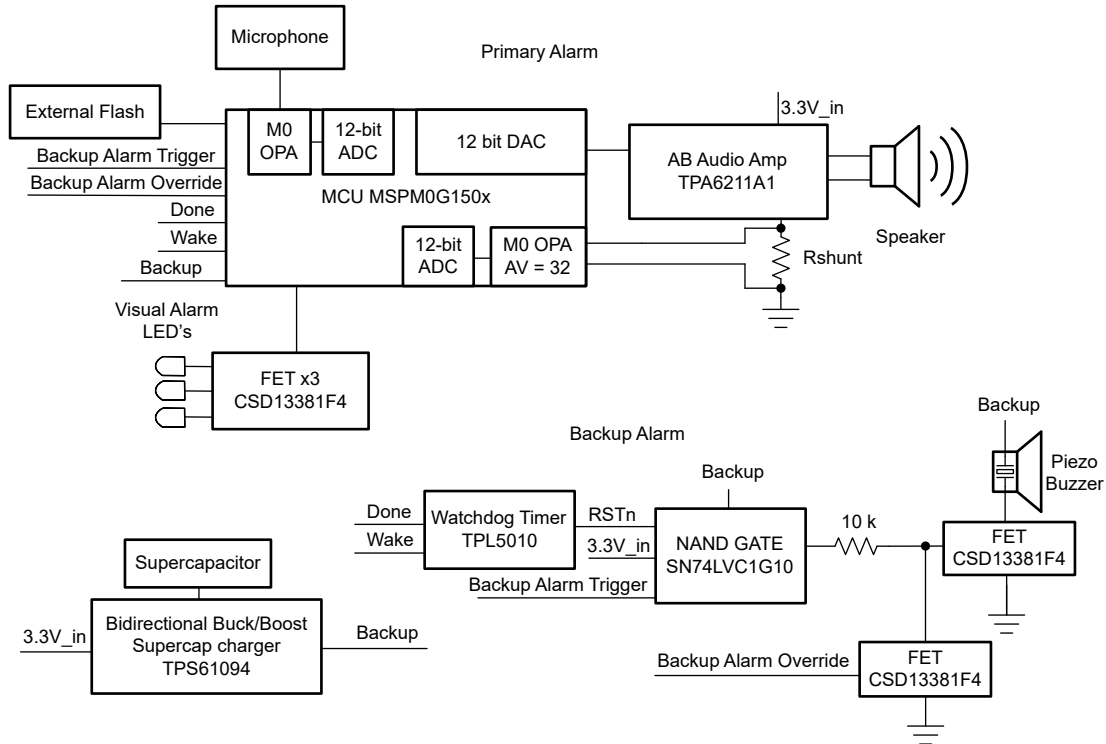 Microphone
Primary Alarm
External Flash
3.3V_in
M0
OPA
12-bit
ADC
12 bit DAC
AB Audio Amp
TPA6211A1
Backup Alarm Trigger
Backup Alarm Override
MCU MSPM0G150x
Done
Wake
Backup
12-bit
ADC
M0 OPA
AV = 32
Speaker
Rshunt
Visual Alarm
LED's
FET x3
CSD13381F4
Backup Alarm
Backup
Piezo
Buzzer
Backup
Done
Wake
Watchdog Timer
TPL5010
RSTn
3.3V_in
Backup Alarm Trigger
NAND GATE
SN74LVC1G10
10 k
FET
CSD13381F4
Supercapacitor
3.3V_in
Bidirectional Buck/Boost
Supercap charger
TPS61094
Backup
Backup Alarm Override
FET
CSD13381F4